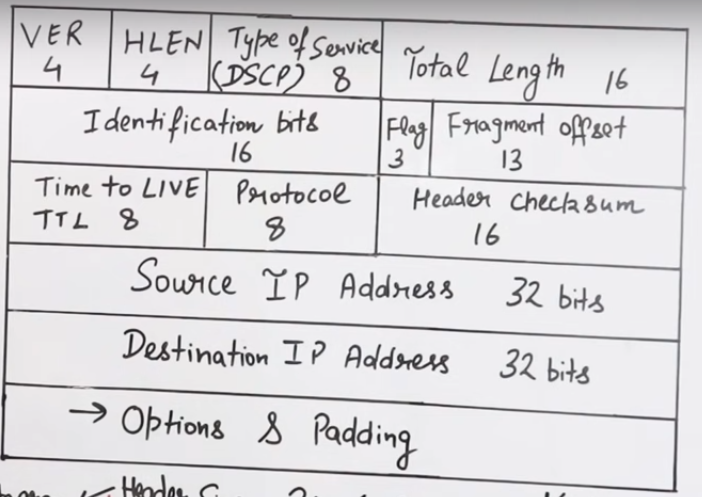 VER
4
HLEN
4
Type of Service
(DSCP) 8
Total Length 16
Identification bits
16
Flag
3
Fragment offset
13
Time to LIVE
TTL 8
Protocol
8
Header checksum
16
Source IP Address 32 bits
Destination IP Address 32 bits
→ Options & Padding
Header